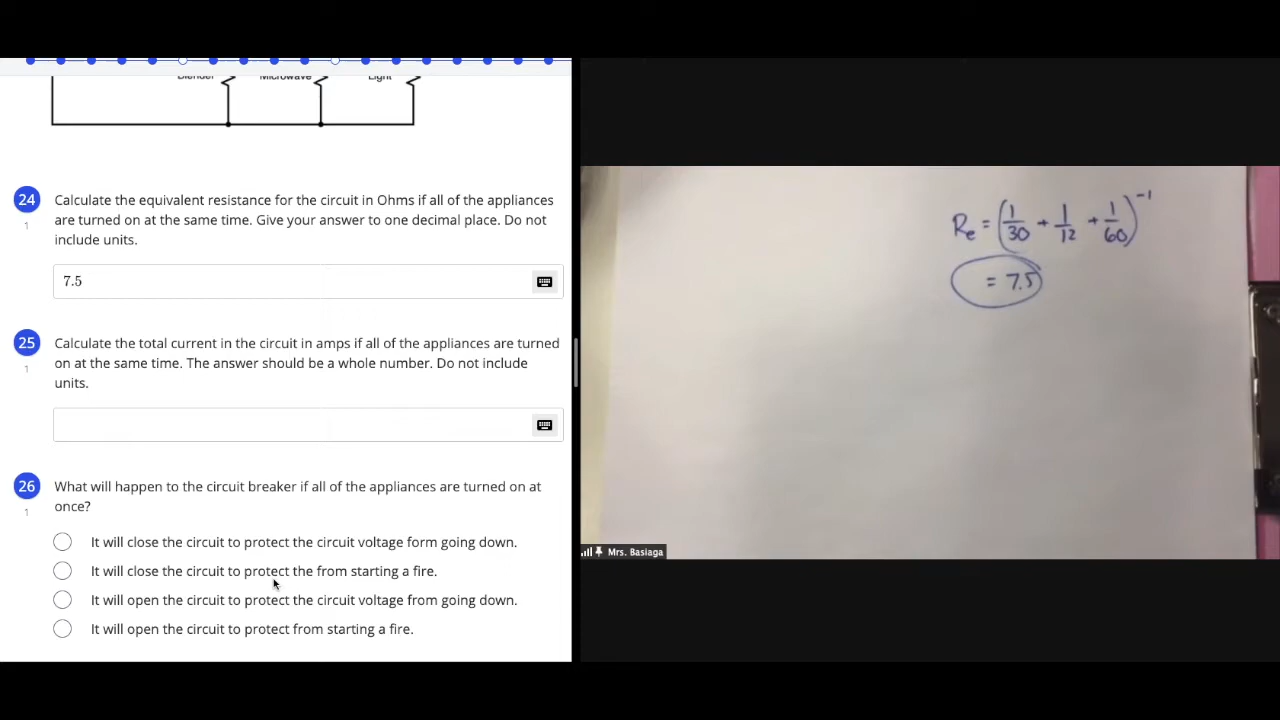 Blender Microwave Light
24 Calculate the equivalent resistance for the circuit in Ohms if all of the appliances
1 are turned on at the same time. Give your answer to one decimal place. Do not
include units.
7.5
25 Calculate the total current in the circuit in amps if all of the appliances are turned
1 on at the same time. The answer should be a whole number. Do not include
units.
26 What will happen to the circuit breaker if all of the appliances are turned on at
1 once?
It will close the circuit to protect the circuit voltage form going down.
It will close the circuit to protect the from starting a fire.
It will open the circuit to protect the circuit voltage from going down.
It will open the circuit to protect from starting a fire.
Re = (1/30 + 1/12 + 1/60)^-1
= 7.5
Mrs. Basiaga